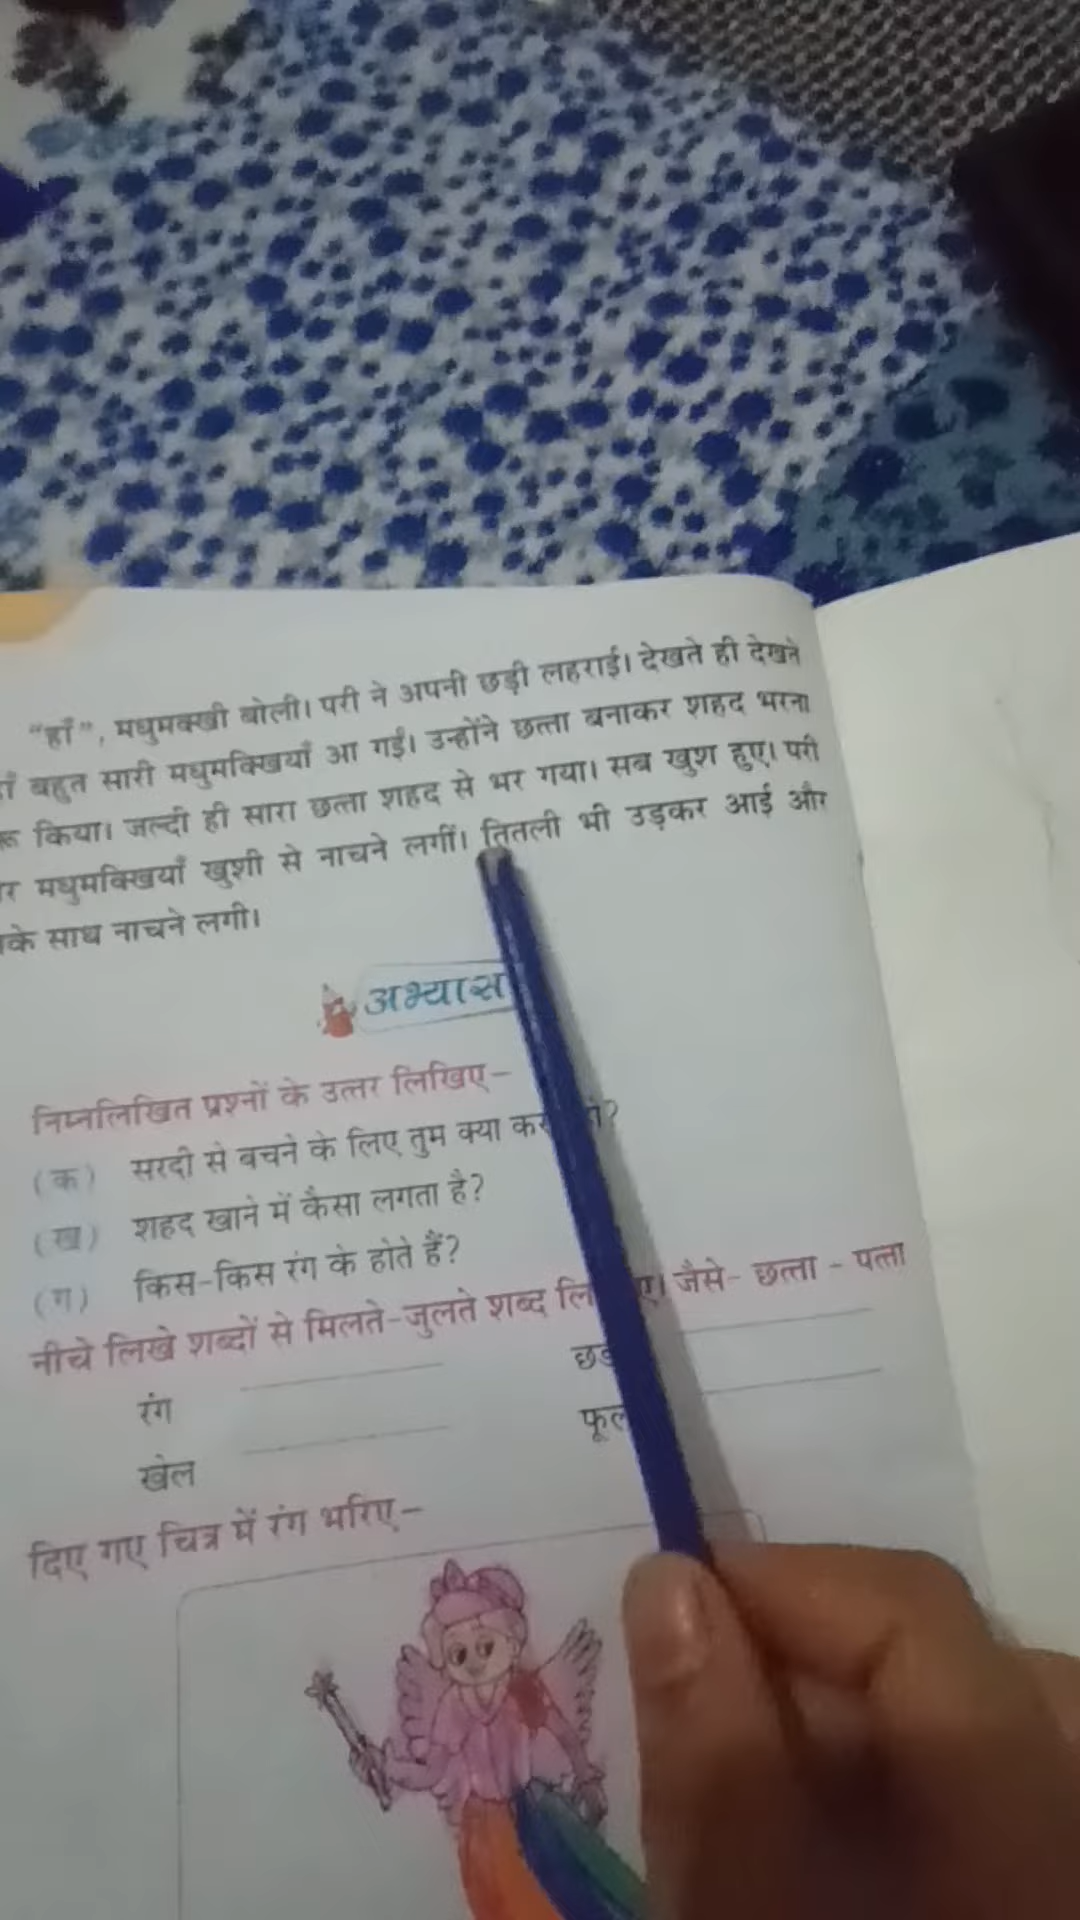 "हाँ", मधुमक्खी बोली। परी ने अपनी छड़ी लहराई। देखते ही देखते
बहुत सारी मधुमक्खियाँ आ गईं। उन्होंने छत्ता बनाकर शहद भरना
किया। जल्दी ही सारा छत्ता शहद से भर गया। सब खुश हुए। परी
मधुमक्खियाँ खुशी से नाचने लगीं। तितली भी उड़कर आई और
साथ नाचने लगी।
अभ्यास
निम्नलिखित प्रश्नों के उत्तर लिखिए-
(क) सरदी से बचने के लिए तुम क्या
(ख) शहद खाने में कैसा लगता है?
(ग) किस-किस रंग के होते हैं?
नीचे लिखे शब्दों से मिलते-जुलते शब्द जैसे- छत्ता - पत्ता
रंग
खेल फूल
दिए गए चित्र में रंग भरिए-